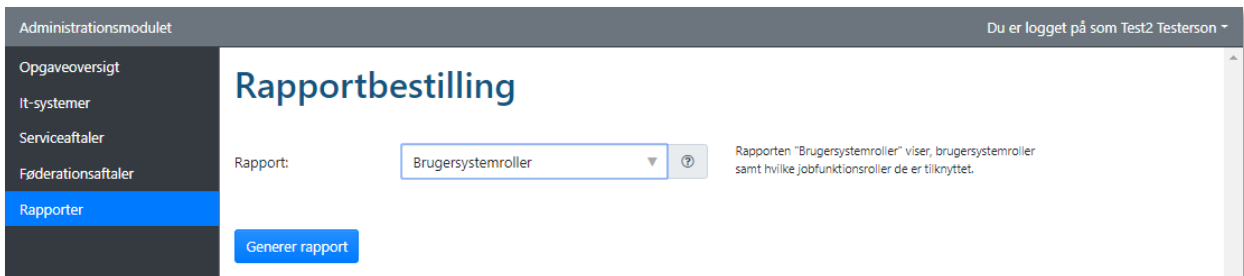 Administrationsmodulet
Du er logget på som Test2 Testerson
Opgaveoversigt
It-systemer
Serviceaftaler
Føderationsaftaler
Rapporter
Rapportbestilling
Rapport:
Brugersystemroller
Rapporten "Brugersystemroller" viser, brugersystemroller
samt hvilke jobfunktionsroller de er tilknyttet.
Generer rapport